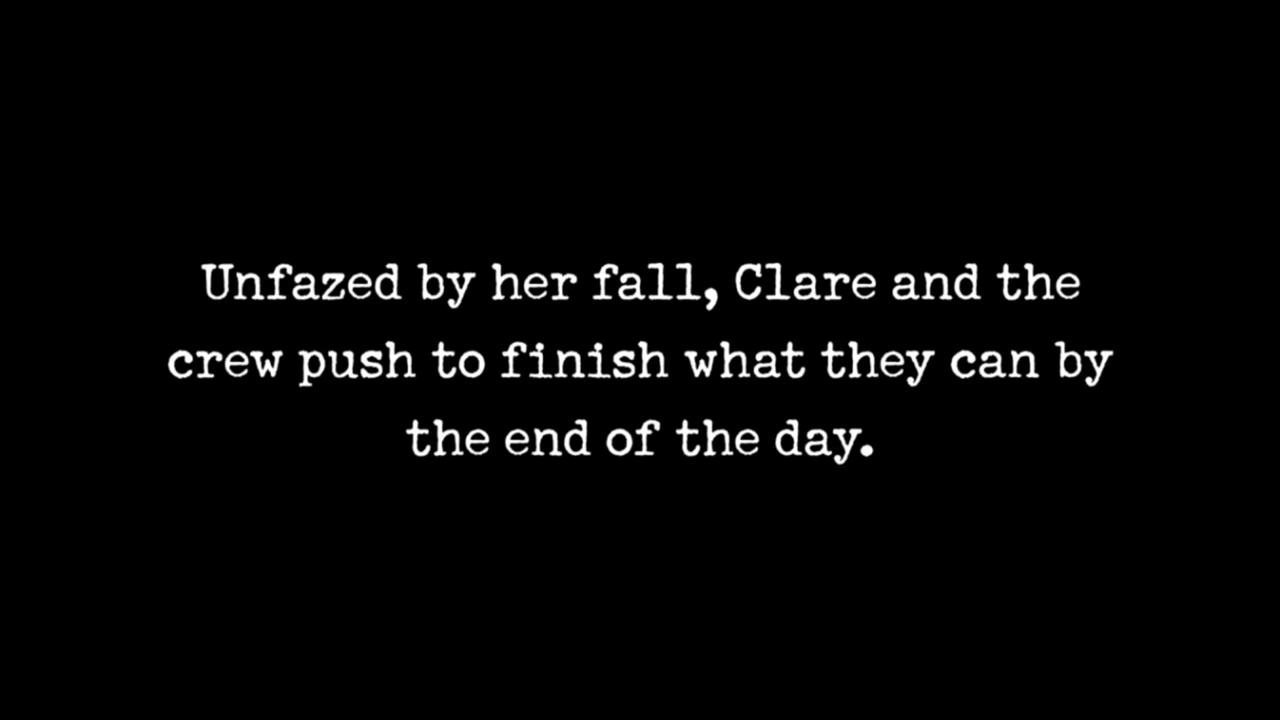 Unfazed by her fall, Clare and the
crew push to finish what they can by
the end of the day.